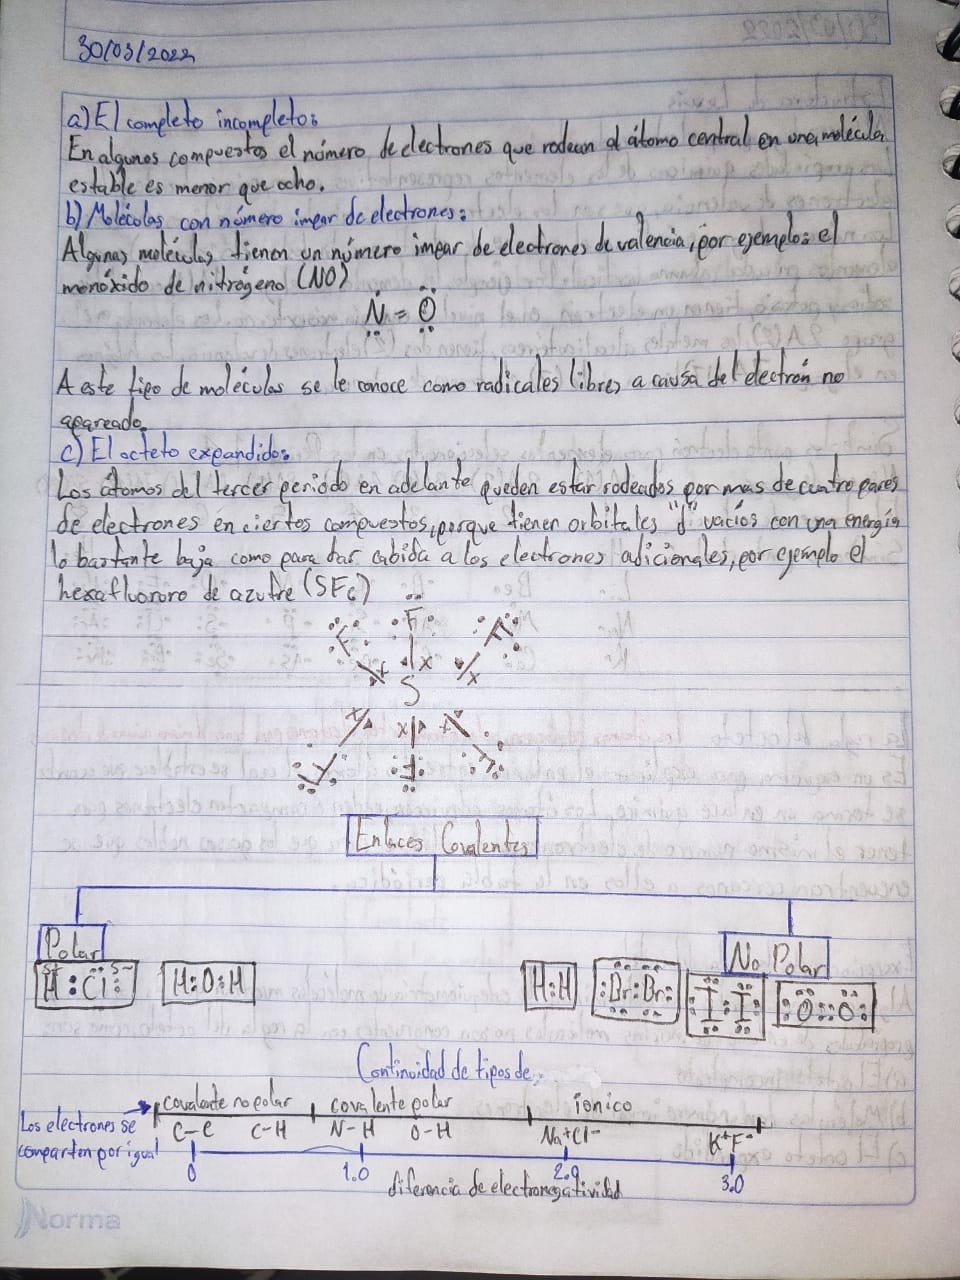 30/03/2022
a) El completo incompleto:
En algunos compuestos el número de electrones que rodean al átomo central en una molécula
estable es menor que ocho.
b) Moléculas con número impar de electrones:
Algunas moléculas tienen un número impar de electrones de valencia, por ejemplo: el
monóxido de nitrógeno (NO)
N = O
A este tipo de moléculas se le conoce como radicales libres a causa del electrón no
apareado.
c) El octeto expandido:
Los átomos del tercer periodo en adelante pueden estar rodeados por mas de cuatro pares
de electrones en ciertos compuestos, porque tienen orbitales "d" vacíos con una energía
lo bastante baja como para dar cabida a los electrones adicionales, por ejemplo el
hexafluoruro de azufre (SF6)
F F F
x x x
S
x x x
F F F
Enlaces Covalentes
Polar
No Polar
δ+ δ-
H:Cl: H:O:H H:H :Br:Br: :I:I: O::O
Continuidad de tipos de:
covalente no polar covalente polar iónico
Los electrones se
comparten por igual
C-C C-H N-H O-H Na+Cl- K+F-
0 1.0 2.0 3.0
diferencia de electronegatividad
Norma